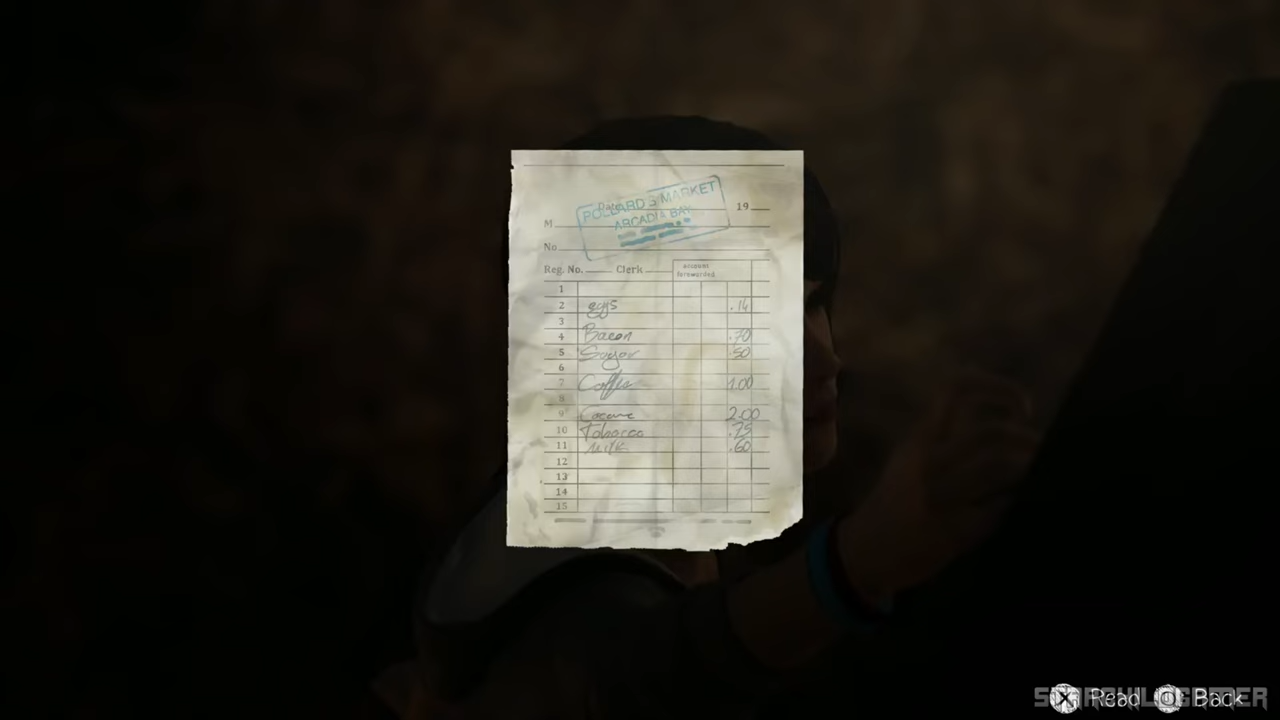 POLLARD'S MARKET
Date 19
ARCADIA BAY
M
No
Reg. No. Clerk account forewarded
1
2 eggs .14
3
4 Bacon .70
5 Sugar .50
6
7 Coffee 1.00
8
9 2.00
10 Tobacco .75
11 Milk .60
12
13
14
15
X Read O Back